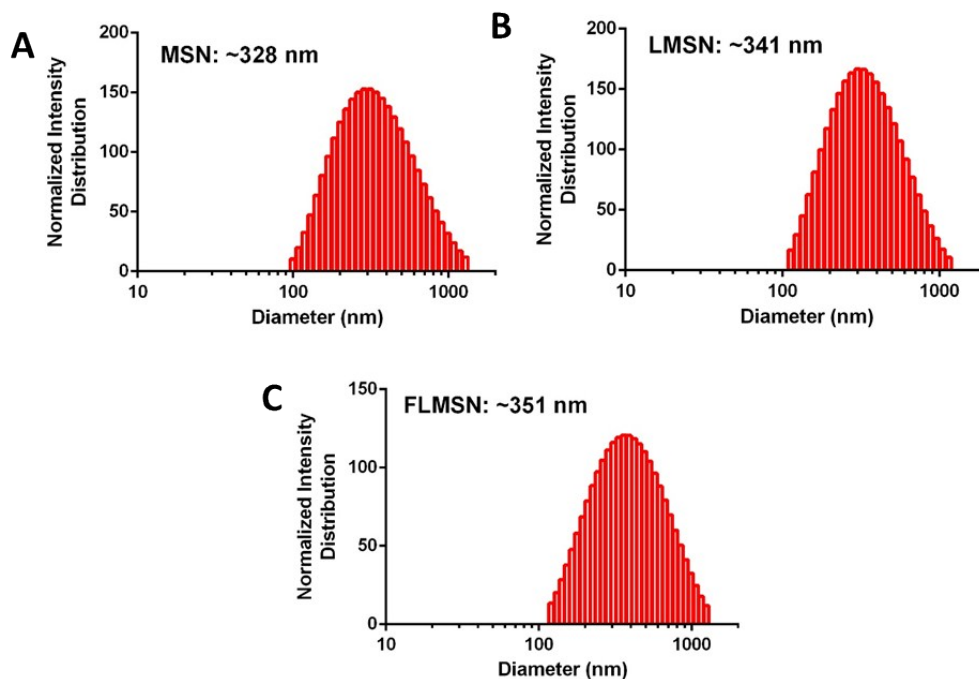 A
MSN: ~328 nm
Normalized Intensity
Distribution
200
150
100
50
0
10
100
1000
Diameter (nm)
B
LMSN: ~341 nm
Normalized Intensity
Distribution
200
150
100
50
0
10
100
1000
Diameter (nm)
C
FLMSN: ~351 nm
Normalized Intensity
Distribution
150
100
50
0
10
100
1000
Diameter (nm)